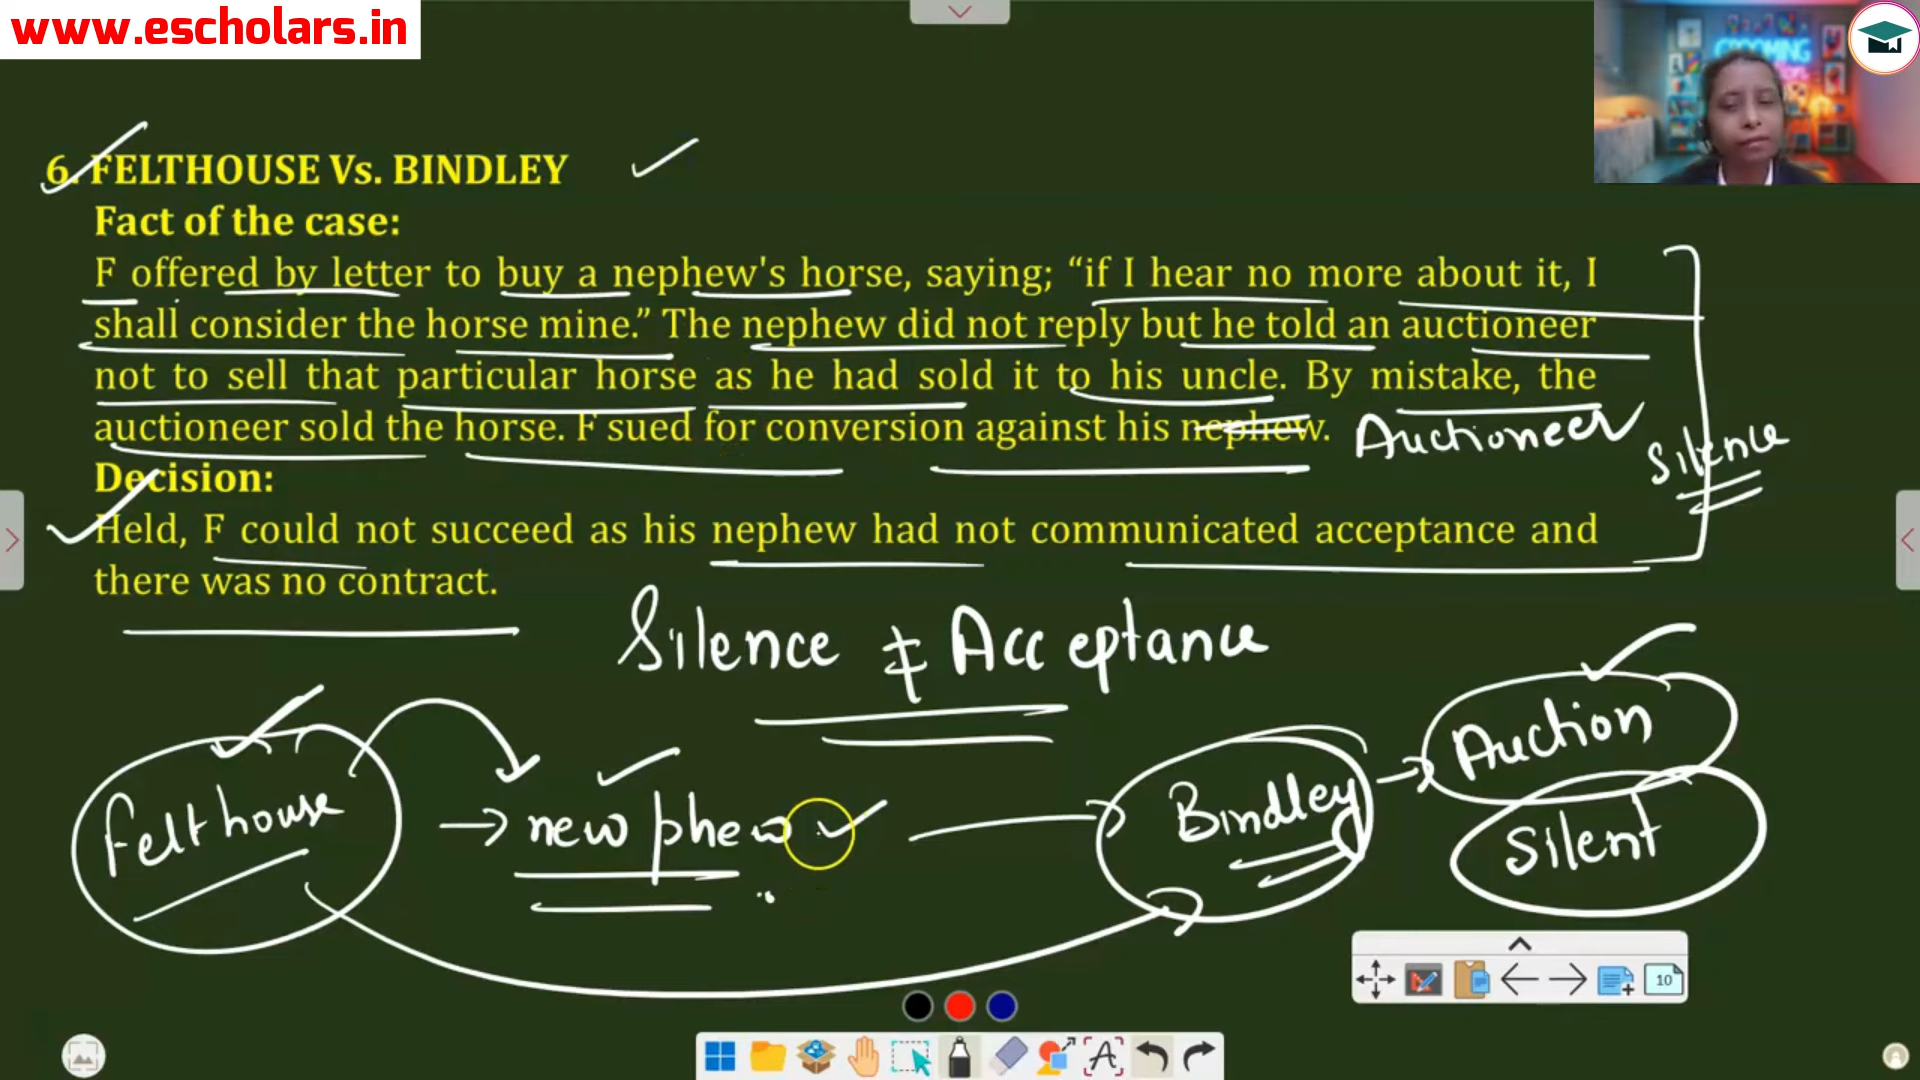 www.escholars.in
6. FELTHOUSE Vs. BINDLEY
Fact of the case:
F offered by letter to buy a nephew's horse, saying; “if I hear no more about it, I
shall consider the horse mine.” The nephew did not reply but he told an auctioneer
not to sell that particular horse as he had sold it to his uncle. By mistake, the
auctioneer sold the horse. F sued for conversion against his nephew. Auctioneer
Silence
Decision:
Held, F could not succeed as his nephew had not communicated acceptance and
there was no contract.
Silence ≠ Acceptance
Felthouse → new phew
Bindley → Auction
Silent
10